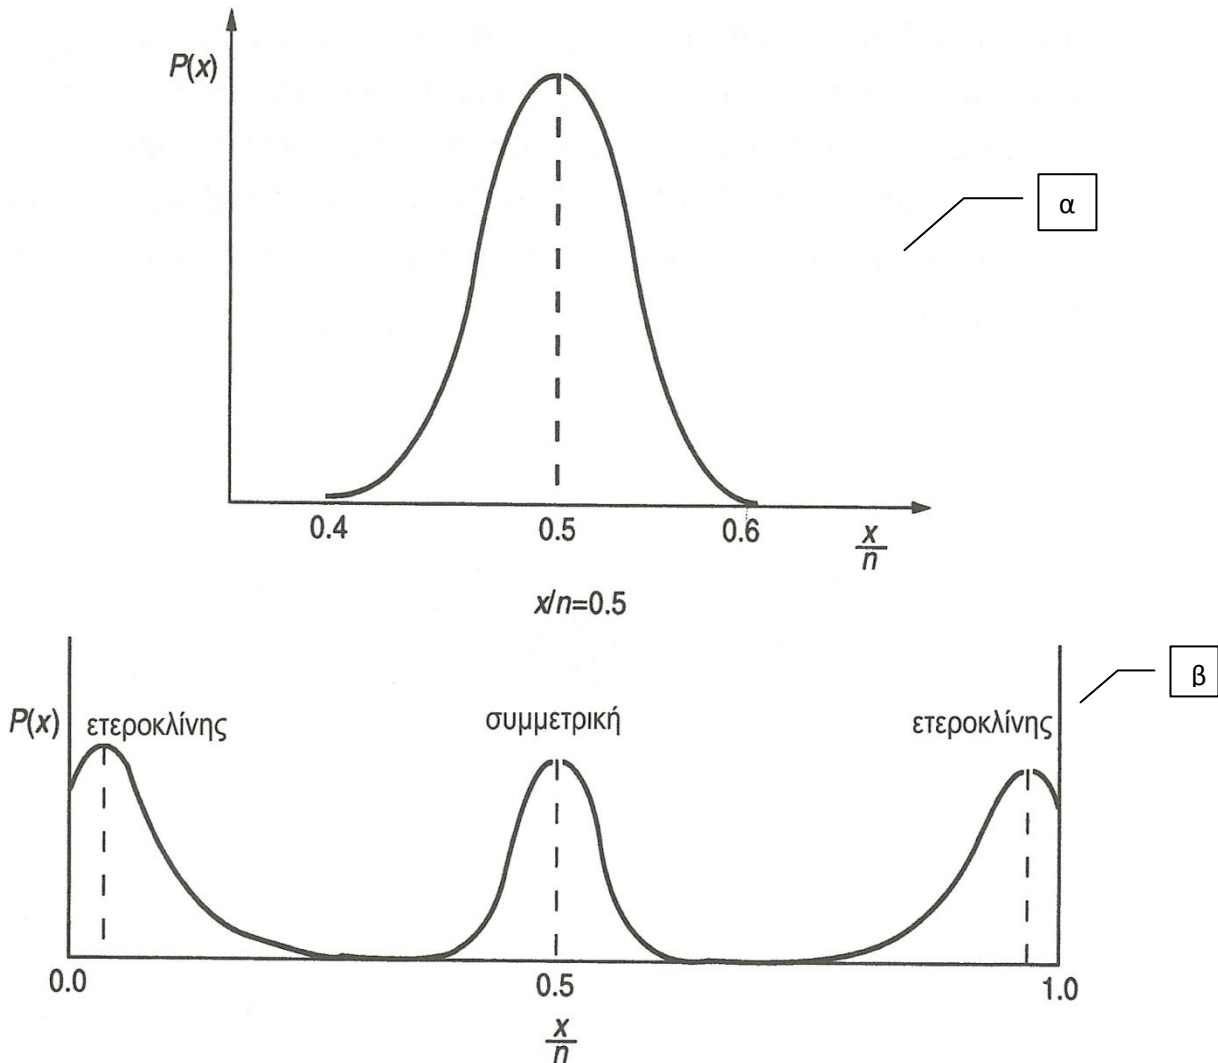 P(x)
α
0.4 0.5 0.6 x/n
x/n=0.5
β
P(x) ετεροκλίνης συμμετρική ετεροκλίνης
0.0 0.5 1.0
x/n